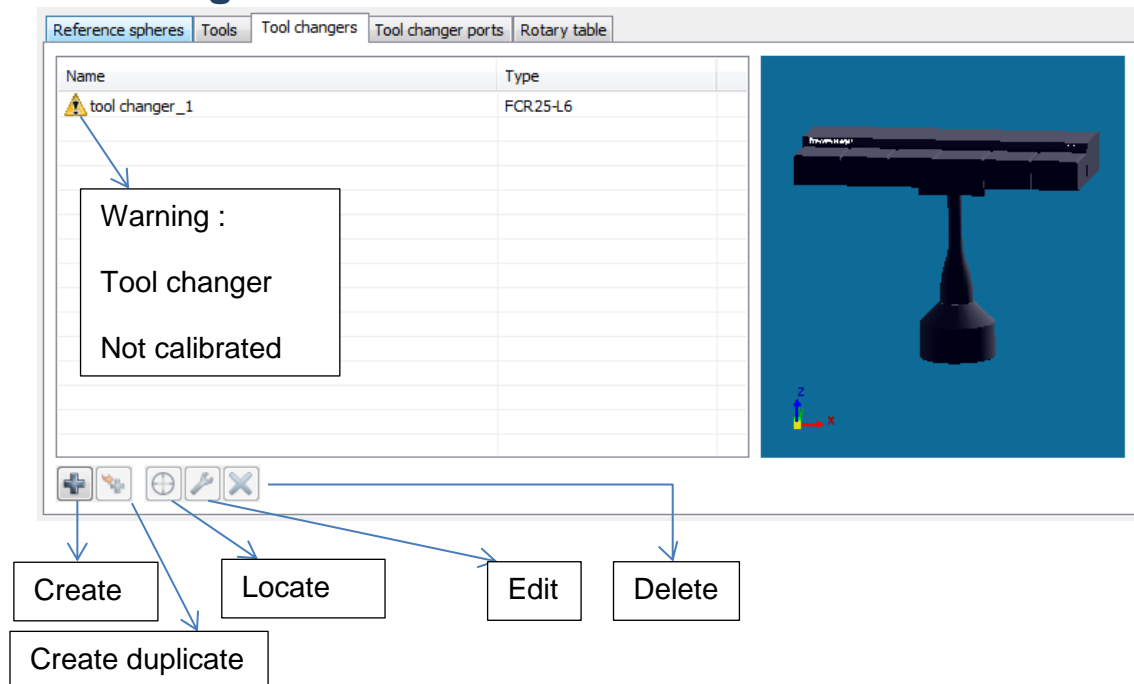 Reference spheres Tools Tool changers Tool changer ports Rotary table
Name Type
tool changer_1 FCR25-L6
Warning :
Tool changer
Not calibrated
Z
X
Create Locate Edit Delete
Create duplicate